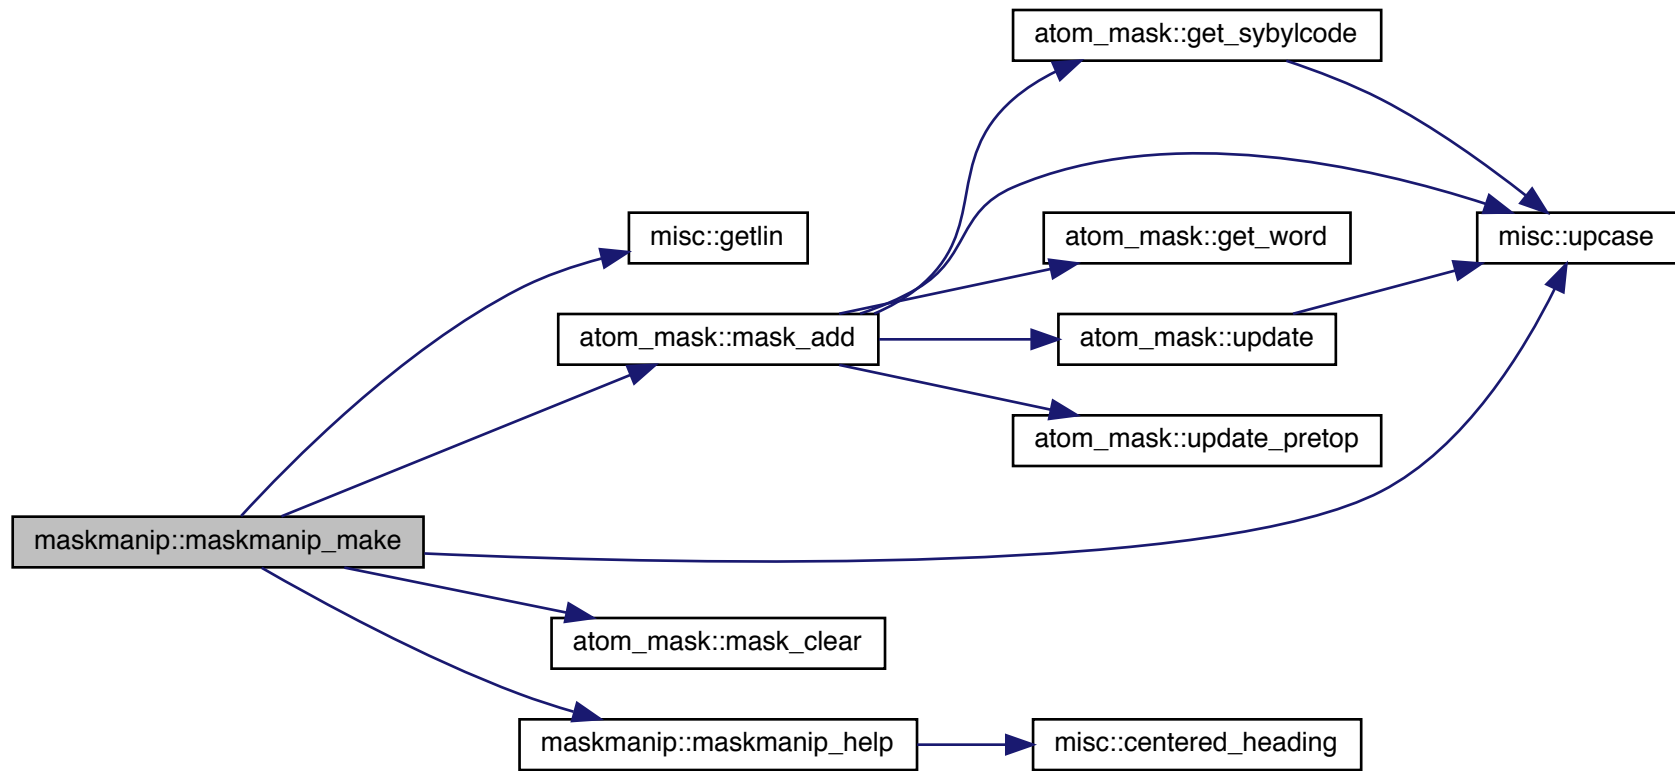 atom_mask::get_sybylcode
misc::getlin
atom_mask::get_word
misc::upcase
atom_mask::mask_add
atom_mask::update
atom_mask::update_pretop
maskmanip::maskmanip_make
atom_mask::mask_clear
maskmanip::maskmanip_help
misc::centered_heading